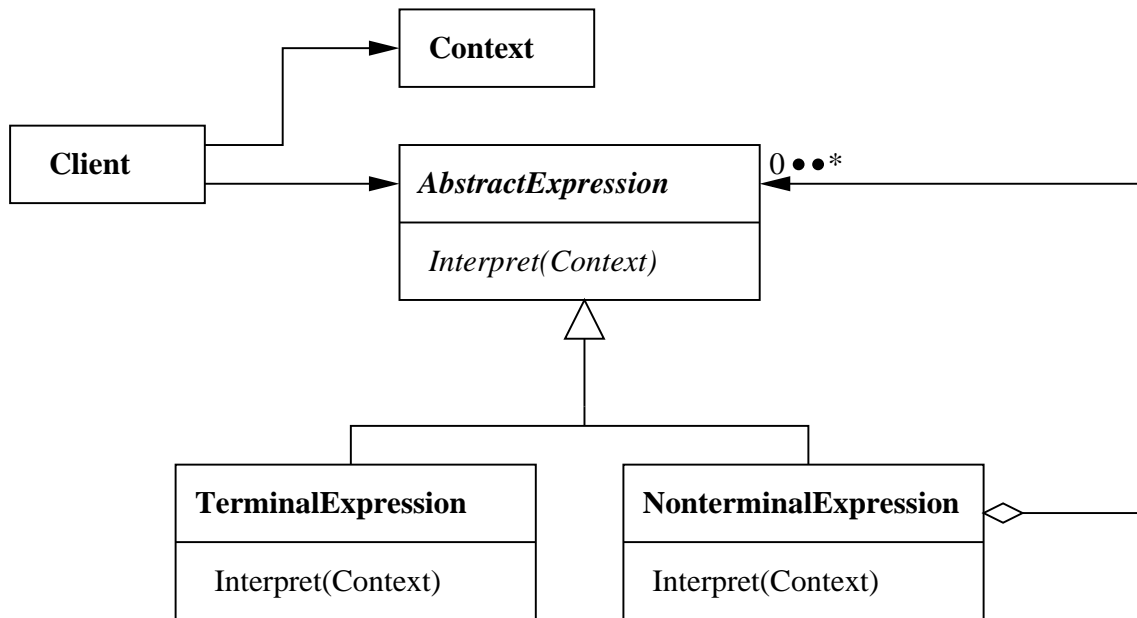 Context
Client
AbstractExpression
0 ● ● *
Interpret(Context)
TerminalExpression
NonterminalExpression
Interpret(Context)
Interpret(Context)